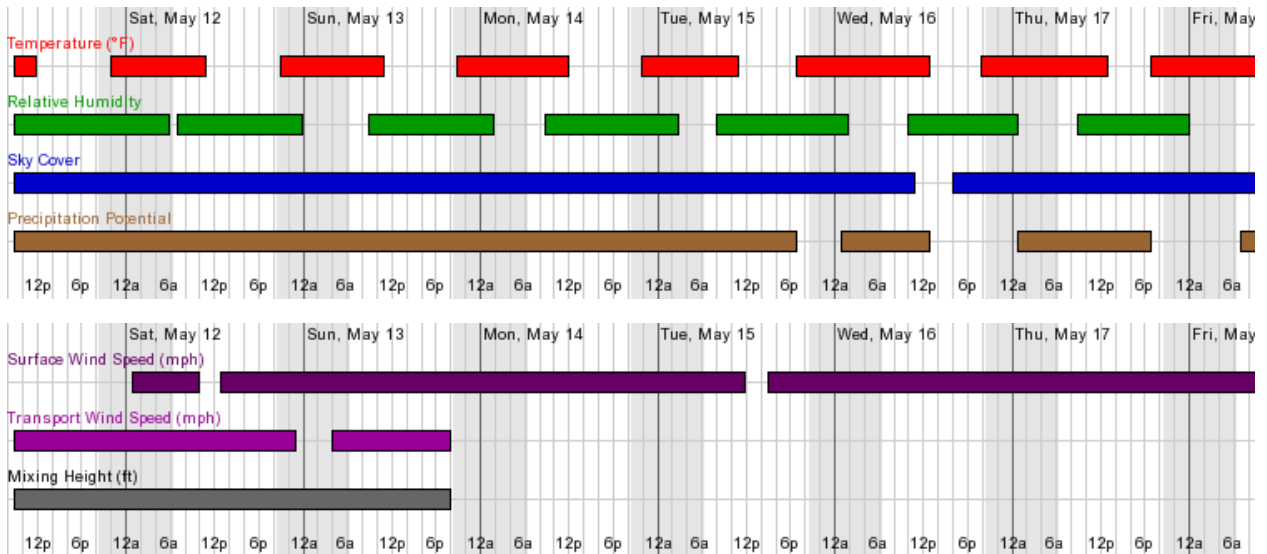 Sat, May 12 Sun, May 13 Mon, May 14 Tue, May 15 Wed, May 16 Thu, May 17 Fri, May
Temperature (°F)
Relative Humidity
Sky Cover
Precipitation Potential
12p 6p 12a 6a 12p 6p 12a 6a 12p 6p 12a 6a 12p 6p 12a 6a 12p 6p 12a 6a 12p 6p 12a 6a 12p 6p 12a 6a
Sat, May 12 Sun, May 13 Mon, May 14 Tue, May 15 Wed, May 16 Thu, May 17 Fri, May
Surface Wind Speed (mph)
Transport Wind Speed (mph)
Mixing Height (ft)
12p 6p 12a 6a 12p 6p 12a 6a 12p 6p 12a 6a 12p 6p 12a 6a 12p 6p 12a 6a 12p 6p 12a 6a 12p 6p 12a 6a